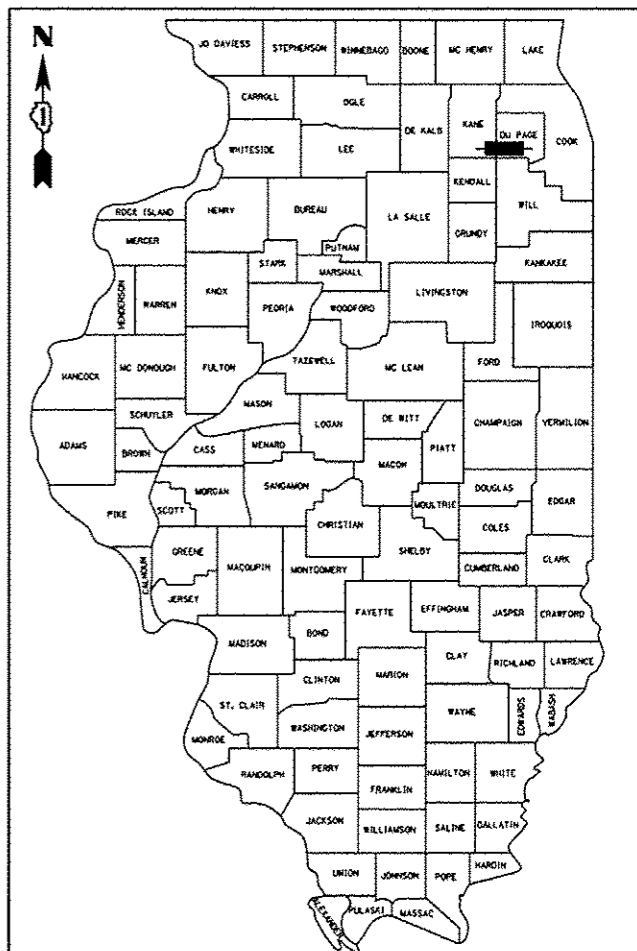 N
JO DAVIESS STEPHENSON WINNEBAGO BOONE MC HENRY LAKE
CARROLL OGLE DE KALB KANE DU PAGE COOK
WHITESIDE LEE
KENDALL WILL
ROCK ISLAND HENRY BUREAU LA SALLE GRUNDY
MERCER PUTNAM
STARK MARSHALL KANKAKEE
HENDERSON WARREN KNOX PEORIA WOODFORD LIVINGSTON
IROQUOIS
HANCOCK MC DONOUGH FULTON TAZEWELL MC LEAN FORD
MASON
SCHUYLER LOGAN DE WITT CHAMPAIGN VERMILION
ADAMS BROWN CASS MENARD PIATT
MACON
MORGAN SANGAMON DOUGLAS
PIKE SCOTT CHRISTIAN MOULTRIE EDGAR
COLES
GREENE MACOUPIN MONTGOMERY SHELBY
CALHOUN CUMBERLAND CLARK
JERSEY
FAYETTE EFFINGHAM JASPER CRAWFORD
MADISON BOND
CLAY RICHLAND LAWRENCE
CLINTON MARION
ST. CLAIR WAYNE EDWARDS WABASH
WASHINGTON
MONROE JEFFERSON
RANDOLPH PERRY HAMILTON WHITE
FRANKLIN
JACKSON WILLIAMSON SALINE GALLATIN
UNION JOHNSON POPE HARDIN
ALEXANDER PULASKI MASSAC